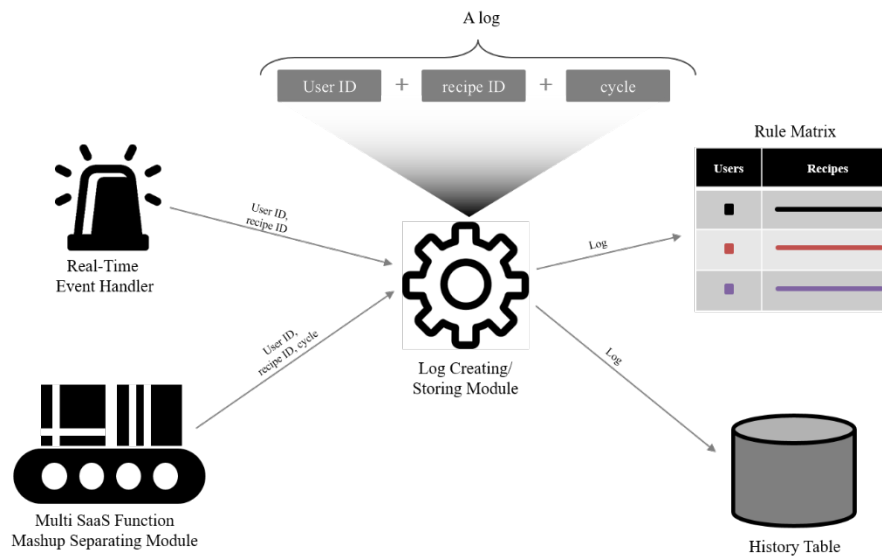 A log
User ID + recipe ID + cycle
Rule Matrix
Users Recipes
User ID,
recipe ID
Log
Real-Time
Event Handler
User ID,
recipe ID, cycle
Log Creating/
Storing Module
Log
Multi SaaS Function
Mashup Separating Module
History Table